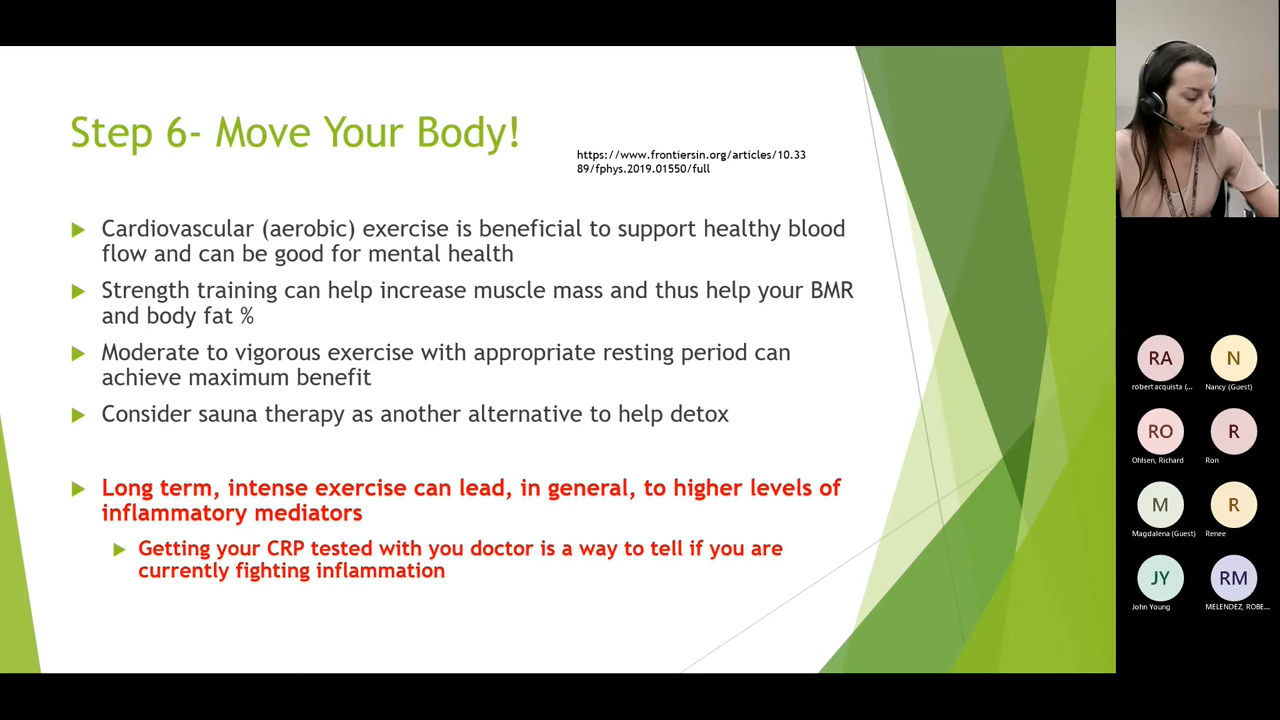 Step 6- Move Your Body!
https://www.frontiersin.org/articles/10.33
89/fphys.2019.01550/full
Cardiovascular (aerobic) exercise is beneficial to support healthy blood
flow and can be good for mental health
Strength training can help increase muscle mass and thus help your BMR
and body fat %
Moderate to vigorous exercise with appropriate resting period can
achieve maximum benefit
Consider sauna therapy as another alternative to help detox
Long term, intense exercise can lead, in general, to higher levels of
inflammatory mediators
Getting your CRP tested with you doctor is a way to tell if you are
currently fighting inflammation
RA
robert acquista (...
N
Nancy (Guest)
RO
Ohlsen, Richard
R
Ron
M
Magdalena (Guest)
R
Renee
JY
John Young
RM
MELENDEZ, ROBE...